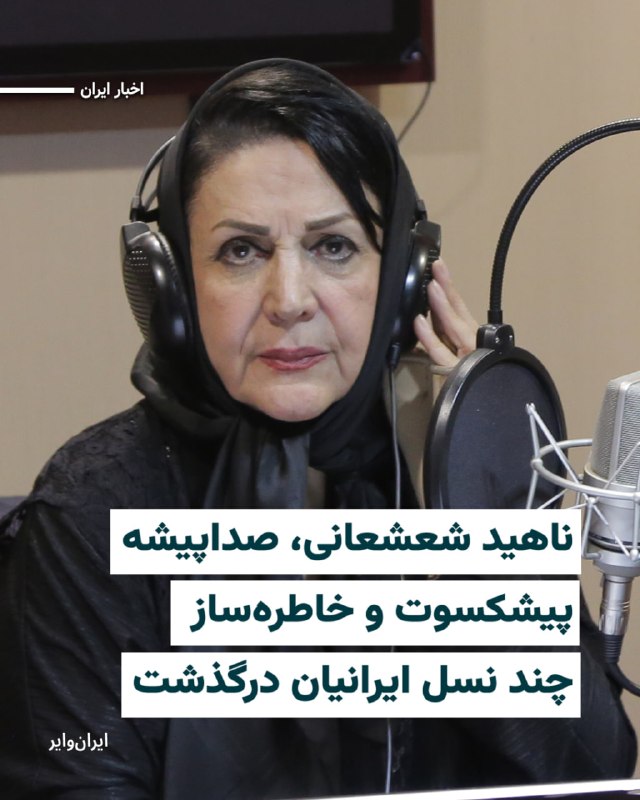 اخبار ایران
ناهید شعشعانی، صداپیشه
پیشکسوت و خاطره‌ساز
چند نسل ایرانیان درگذشت
ایران‌وایر